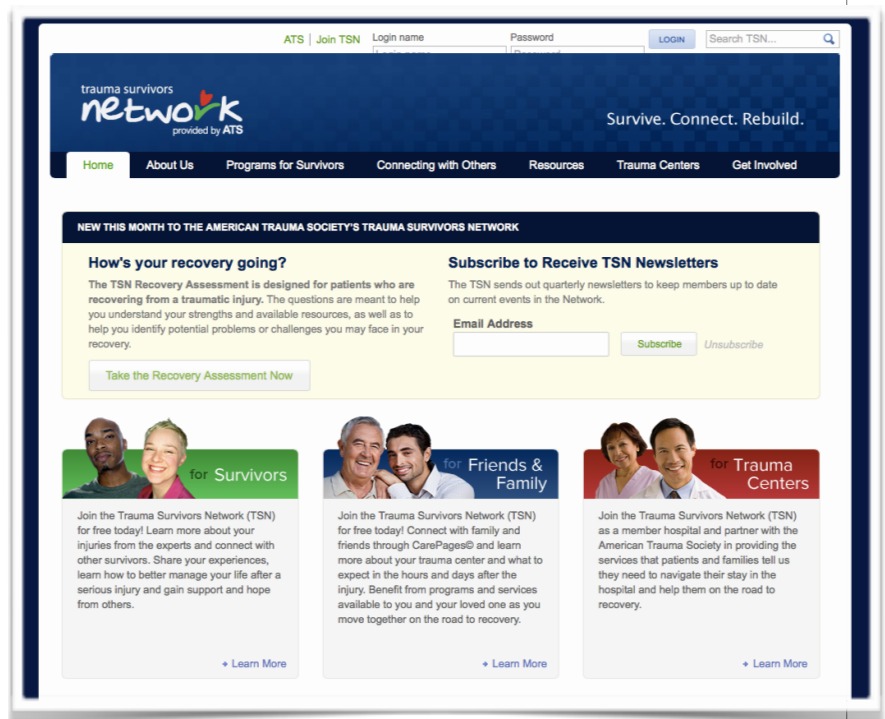 ATS | Join TSN
Login name
Password
LOGIN
Search TSN...
trauma survivors
network
provided by ATS
Survive. Connect. Rebuild.
Home
About Us
Programs for Survivors
Connecting with Others
Resources
Trauma Centers
Get Involved
NEW THIS MONTH TO THE AMERICAN TRAUMA SOCIETY'S TRAUMA SURVIVORS NETWORK
How's your recovery going?
The TSN Recovery Assessment is designed for patients who are
recovering from a traumatic injury. The questions are meant to help
you understand your strengths and available resources, as well as to
help you identify potential problems or challenges you may face in your
recovery.
Take the Recovery Assessment Now
Subscribe to Receive TSN Newsletters
The TSN sends out quarterly newsletters to keep members up to date
on current events in the Network.
Email Address
Subscribe
Unsubscribe
for Survivors
Join the Trauma Survivors Network (TSN)
for free today! Learn more about your
injuries from the experts and connect with
other survivors. Share your experiences,
learn how to better manage your life after a
serious injury and gain support and hope
from others.
Learn More
for Friends &
Family
Join the Trauma Survivors Network (TSN)
for free today! Connect with family and
friends through CarePages© and learn
more about your trauma center and what to
expect in the hours and days after the
injury. Benefit from programs and services
available to you and your loved one as you
move together on the road to recovery.
Learn More
for Trauma
Centers
Join the Trauma Survivors Network (TSN)
as a member hospital and partner with the
American Trauma Society in providing the
services that patients and families tell us
they need to navigate their stay in the
hospital and help them on the road to
recovery.
Learn More